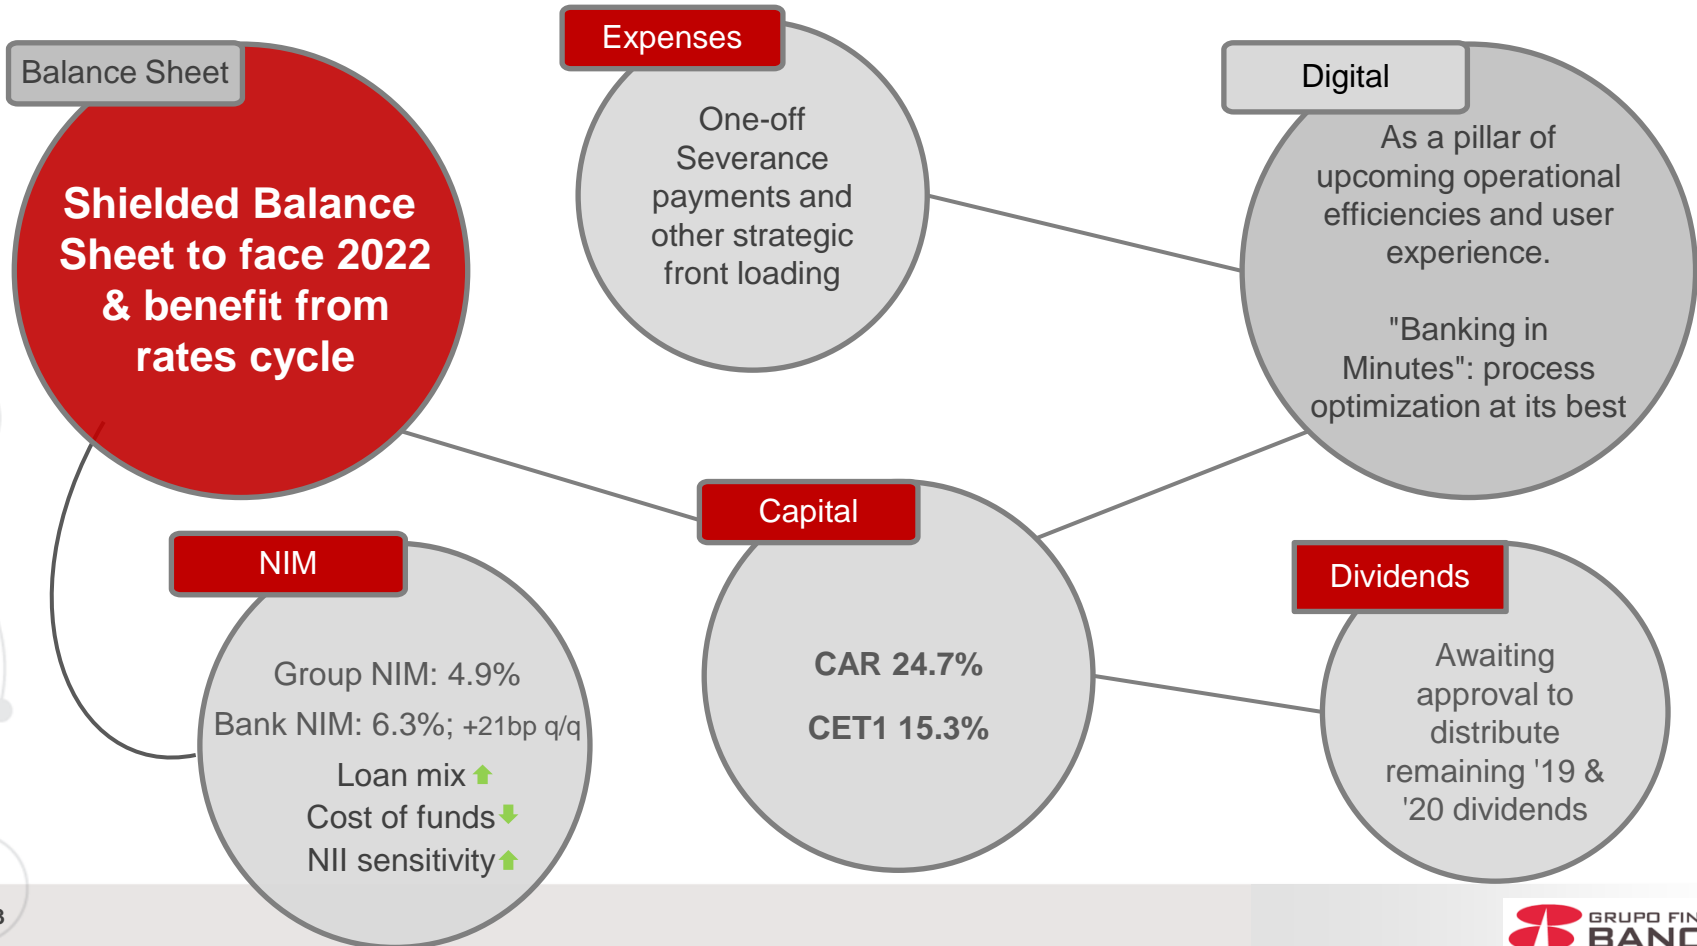 Balance Sheet
Shielded Balance
Sheet to face 2022
& benefit from
rates cycle
Expenses
One-off
Severance
payments and
other strategic
front loading
Digital
As a pillar of
upcoming operational
efficiencies and user
experience.
"Banking in
Minutes": process
optimization at its best
NIM
Group NIM: 4.9%
Bank NIM: 6.3%; +21bp q/q
Loan mix
Cost of funds
NII sensitivity
Capital
CAR 24.7%
CET1 15.3%
Dividends
Awaiting
approval to
distribute
remaining '19 &
'20 dividends
GRUPO FIN